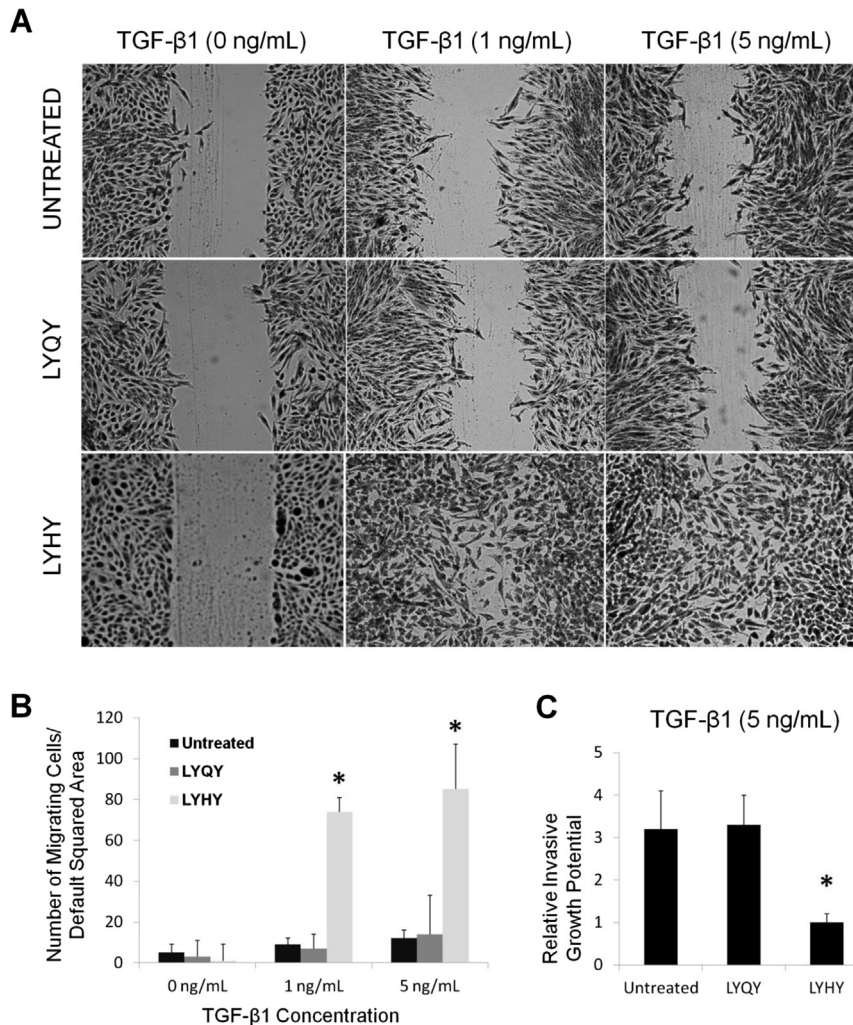 A
TGF-β1 (0 ng/mL)
TGF-β1 (1 ng/mL)
TGF-β1 (5 ng/mL)
UNTREATED
LYQY
LYHY
B
Number of Migrating Cells/
Default Squared Area
120
100
80
60
40
20
0
Untreated
LYQY
LYHY
*
*
0 ng/mL
1 ng/mL
5 ng/mL
TGF-β1 Concentration
C
TGF-β1 (5 ng/mL)
Relative Invasive
Growth Potential
5
4
3
2
1
0
*
Untreated
LYQY
LYHY